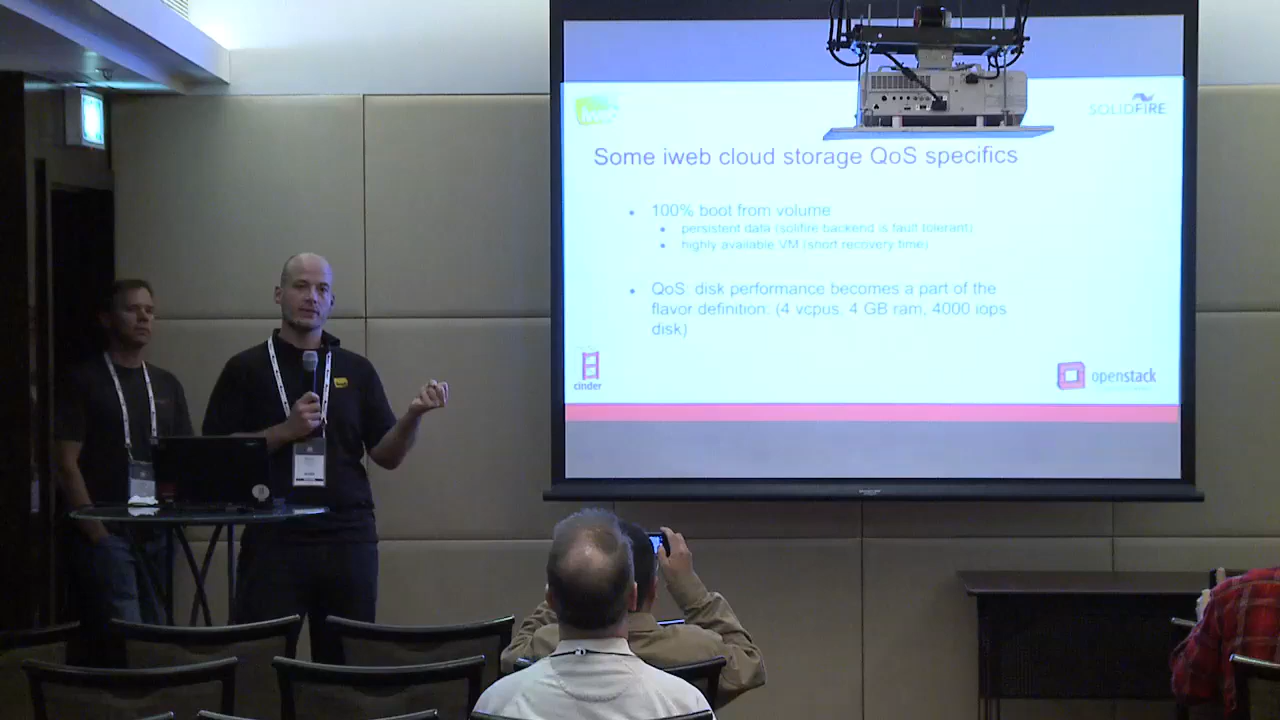 iweb
SOLIDFIRE
Some iweb cloud storage QoS specifics
• 100% boot from volume
• persistent data (solifire backend is fault tolerant)
• highly available VM (short recovery time)
• QoS: disk performance becomes a part of the
flavor definition: (4 vcpus, 4 GB ram, 4000 iops
disk)
cinder
openstack